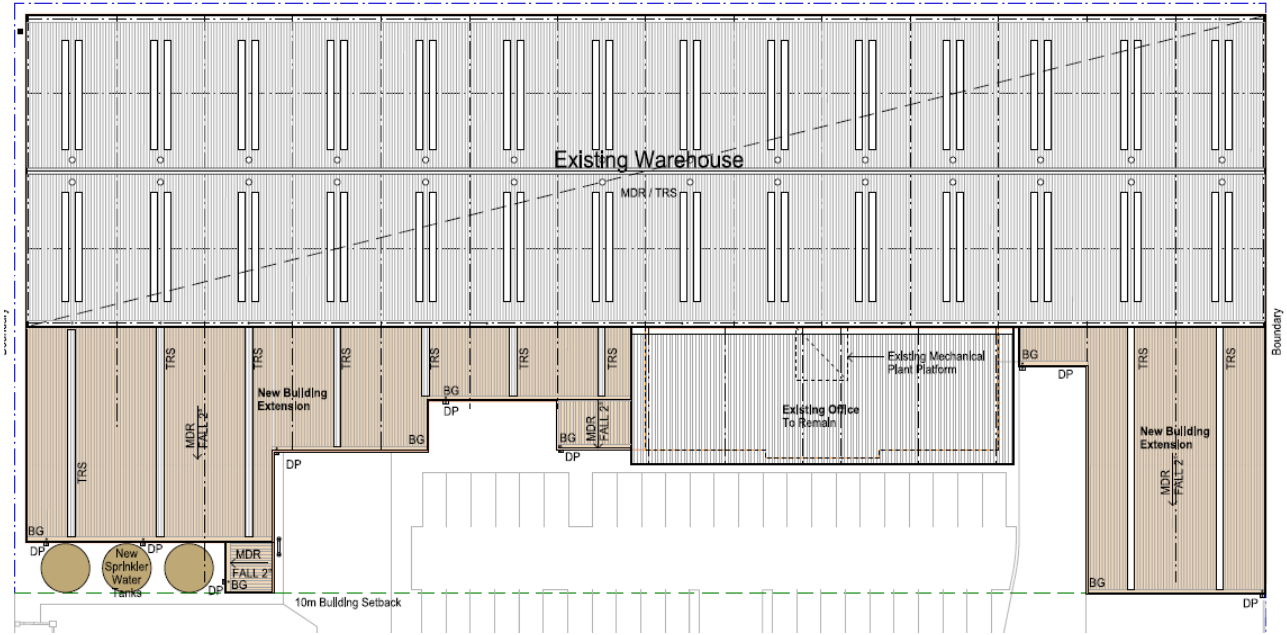 Existing Warehouse
MDR / TRS
Boundary
TRS
TRS
TRS
TRS
TRS
TRS
BG
DP
Existing Mechanical
Plant Platform
BG
DP
TRS
TRS
New Building
Extension
Existing Office
To Remain
MDR
FALL 2°
BG
DP
MDR
FALL 2°
BG
DP
New Building
Extension
TRS
MDR
FALL 2°
BG
DP
DP
New
Sprinkler
Water
Tanks
MDR
FALL 2°
BG
DP
10m Building Setback
BG
DP